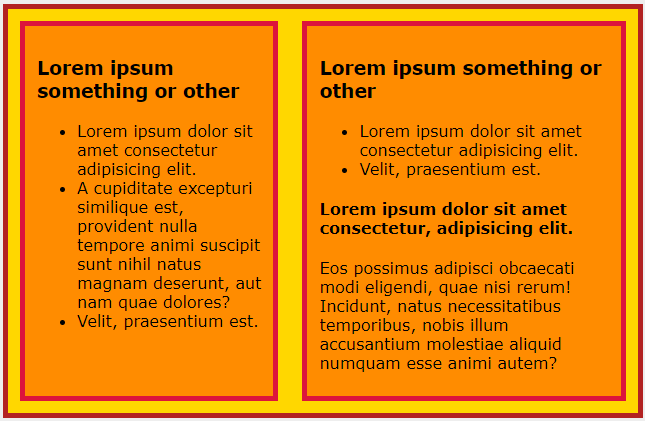 Lorem ipsum
something or other
Lorem ipsum dolor sit
amet consectetur
adipisicing elit.
A cupiditate excepturi
similique est,
provident nulla
tempore animi suscipit
sunt nihil natus
magnam deserunt, aut
nam quae dolores?
Velit, praesentium est.
Lorem ipsum something or
other
Lorem ipsum dolor sit amet
consectetur adipisicing elit.
Velit, praesentium est.
Lorem ipsum dolor sit amet
consectetur, adipisicing elit.
Eos possimus adipisci obcaecati
modi eligendi, quae nisi rerum!
Incidunt, natus necessitatibus
temporibus, nobis illum
accusantium molestiae aliquid
numquam esse animi autem?